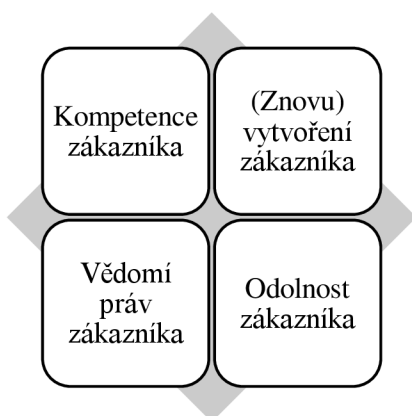 Kompetence
zákazníka
(Znovu)
vytvoření
zákazníka
Vědomí
práv
zákazníka
Odolnost
zákazníka